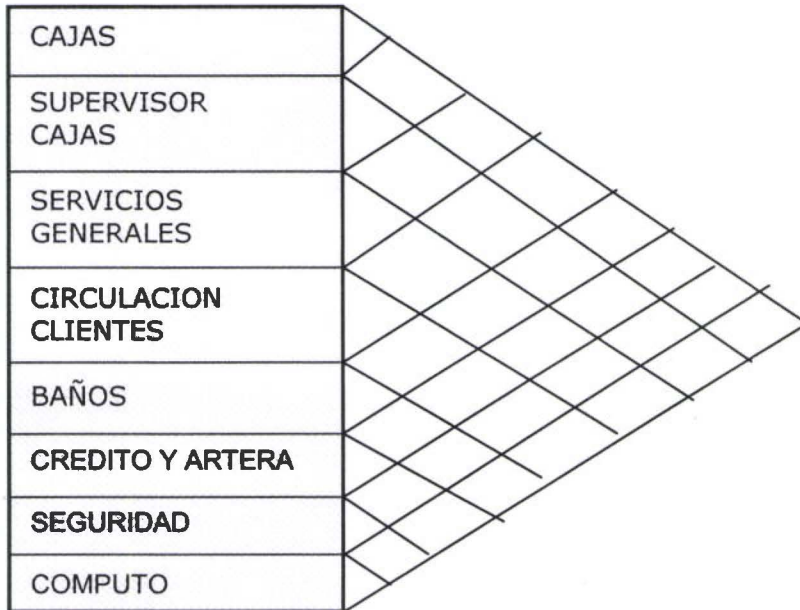 CAJAS
SUPERVISOR
CAJAS
SERVICIOS
GENERALES
CIRCULACION
CLIENTES
BAÑOS
CREDITO Y ARTERA
SEGURIDAD
COMPUTO